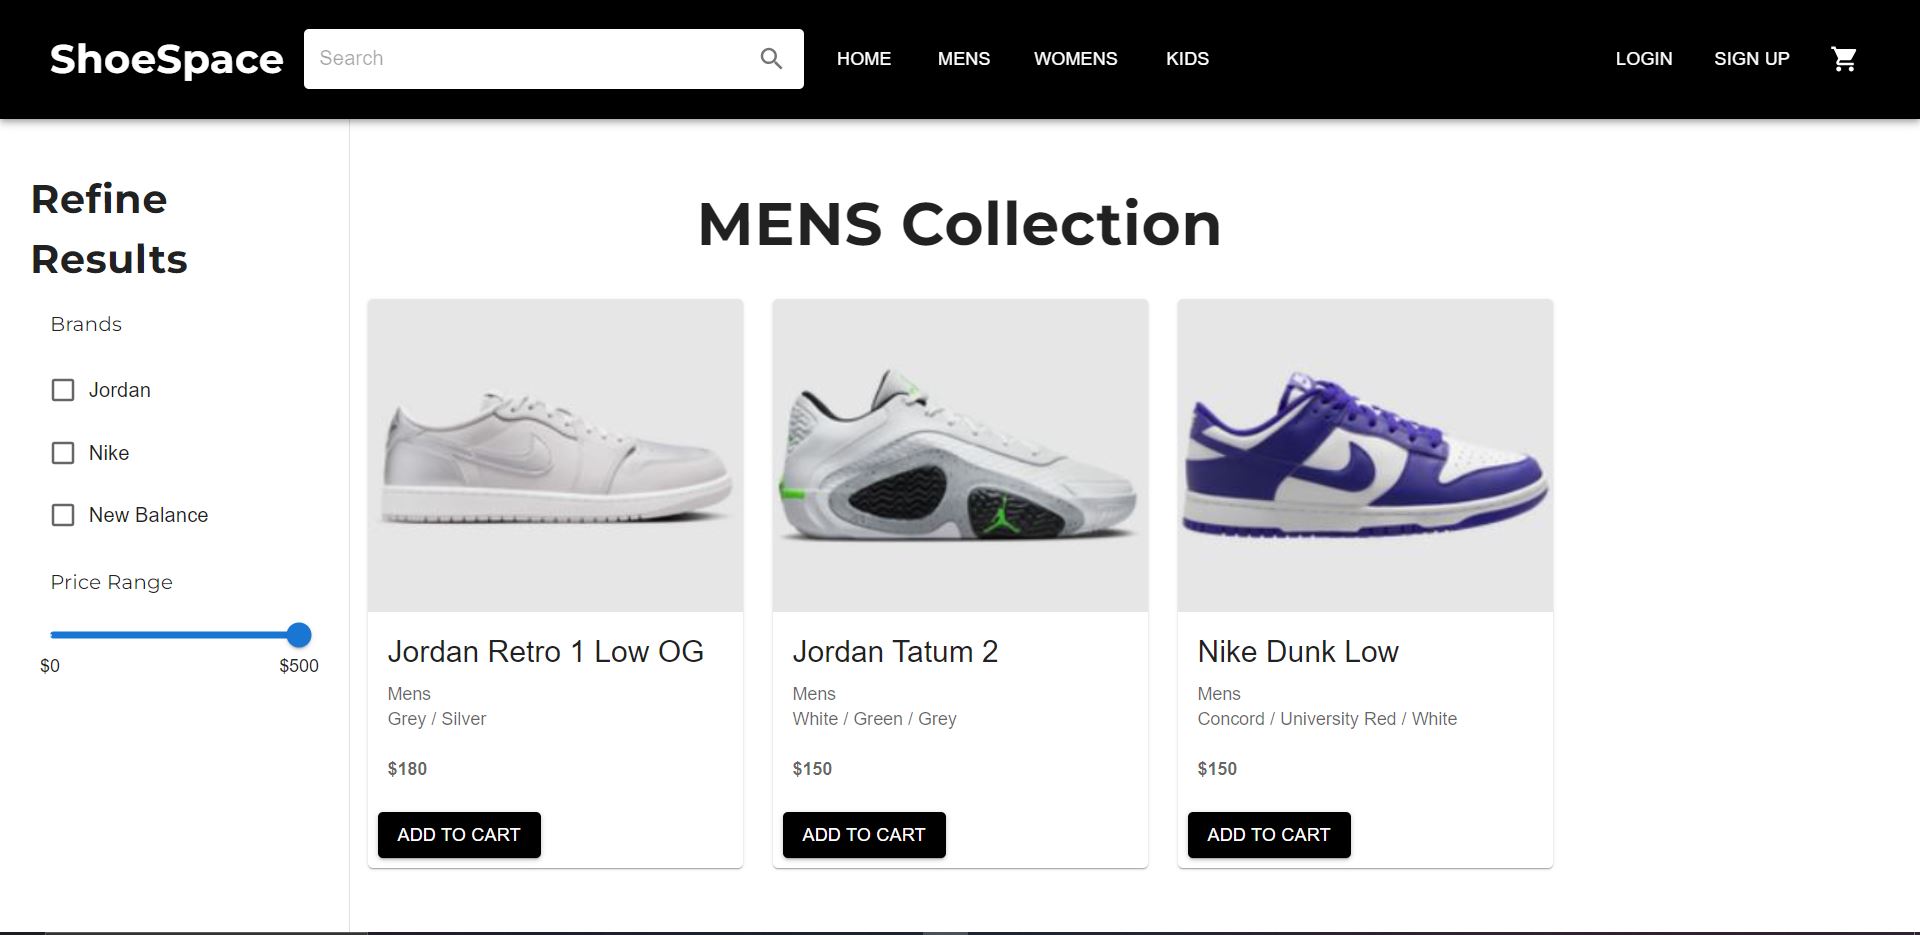 ShoeSpace
Search
HOME
MENS
WOMENS
KIDS
LOGIN
SIGN UP
Refine
Results
Brands
Jordan
Nike
New Balance
Price Range
$0
$500
MENS Collection
Jordan Retro 1 Low OG
Mens
Grey / Silver
$180
ADD TO CART
Jordan Tatum 2
Mens
White / Green / Grey
$150
ADD TO CART
Nike Dunk Low
Mens
Concord / University Red / White
$150
ADD TO CART